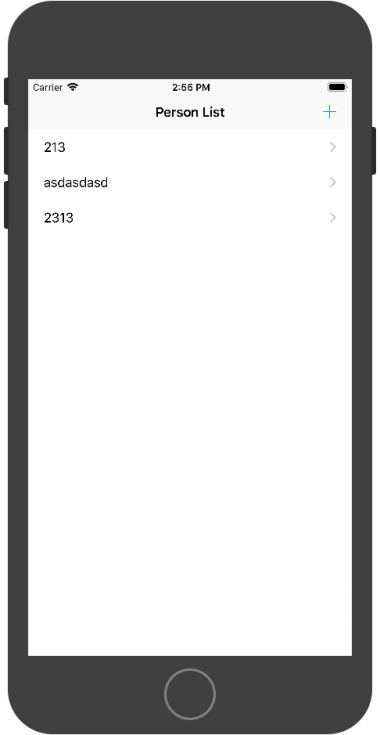 Carrier 2:55 PM
Person List +
213
asdasdasd
2313